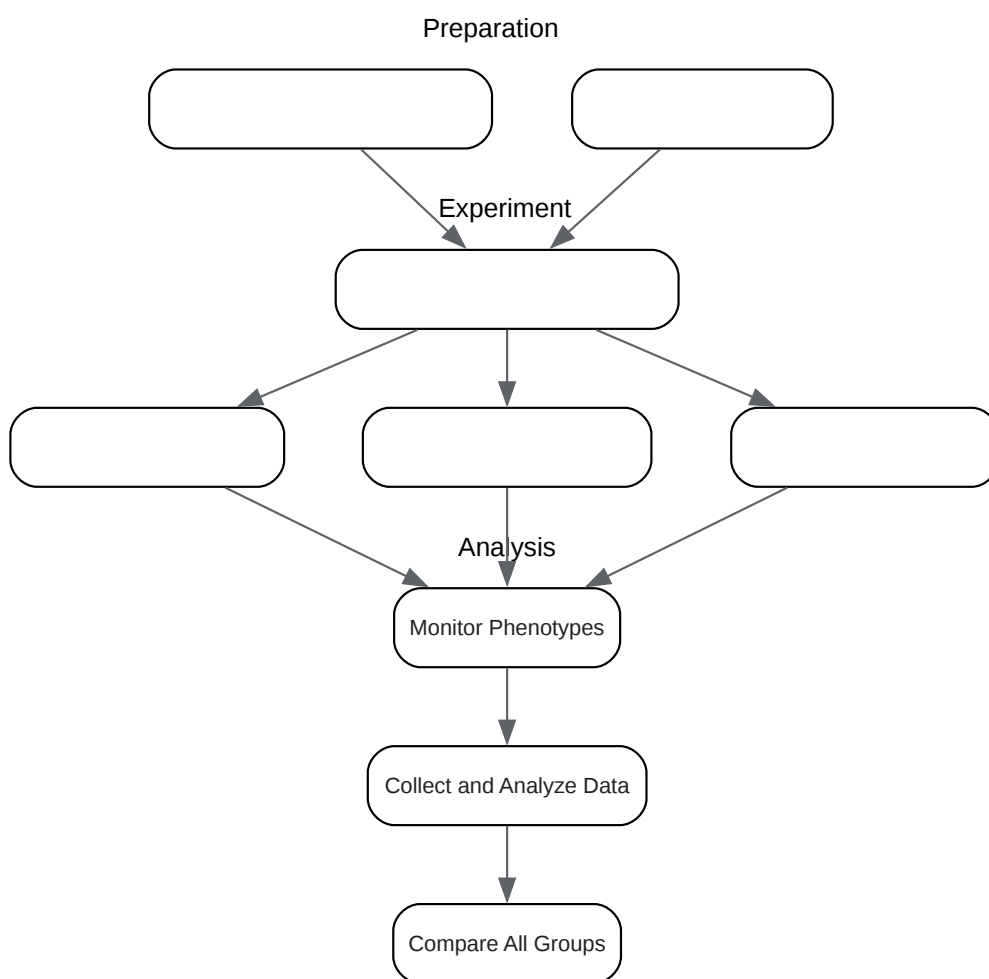 Preparation
Experiment
Analysis
Monitor Phenotypes
Collect and Analyze Data
Compare All Groups